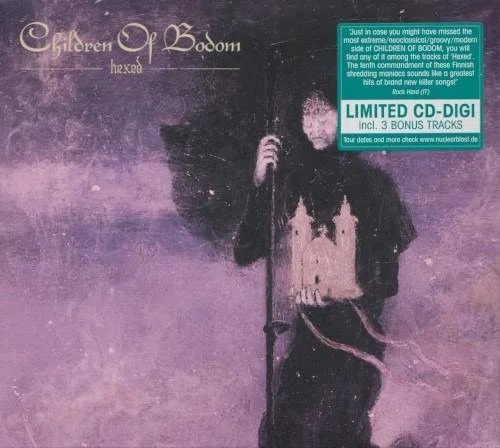 Children Of Bodom
hexed
'Just in case you might have missed the
most extreme/neoclassical/groovy/modern
side of CHILDREN OF BODOM, you will
find any of it among the tracks of 'Hexed'.
The tenth commandment of these Finnish
shredding maniacs sounds like a greatest
hits of brand new killer songs!'
Rock Hard (IT)
LIMITED CD-DIGI
incl. 3 BONUS TRACKS
Tour dates and more check www.nuclearblast.de